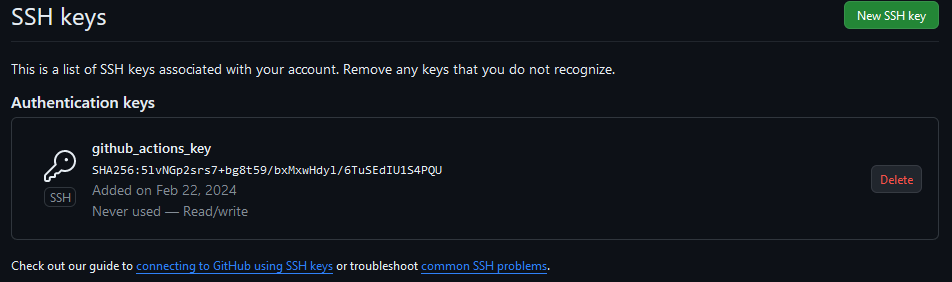 SSH keys
New SSH key
This is a list of SSH keys associated with your account. Remove any keys that you do not recognize.
Authentication keys
github_actions_key
SHA256:5lvNGp2srs7+bg8t59/bxMxwHdyl/6TuSEdIU1S4PQU
SSH
Added on Feb 22, 2024
Never used — Read/write
Delete
Check out our guide to connecting to GitHub using SSH keys or troubleshoot common SSH problems.